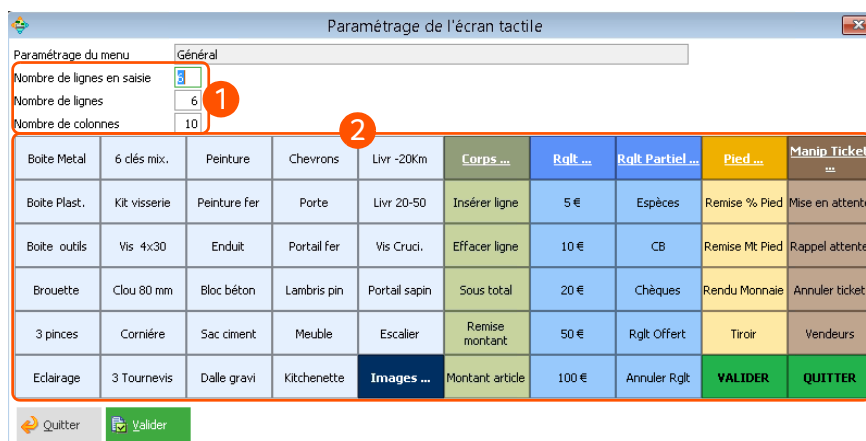 Paramétrage de l'écran tactile
Paramétrage du menu Général
Nombre de lignes en saisie 6
Nombre de lignes 6
Nombre de colonnes 10
1
2
Boite Metal 6 clés mix. Peinture Chevrons Livr -20Km Corps ... Rglt ... Rglt Partiel ... Pied ... Manip Ticket ...
Boite Plast. Kit visserie Peinture fer Porte Livr 20-50 Insérer ligne 5 € Espèces Remise % Pied Mise en attente
Boite outils Vis 4x30 Enduit Portail fer Vis Cruci. Effacer ligne 10 € CB Remise Mt Pied Rappel attente
Brouette Clou 80 mm Bloc béton Lambris pin Portail sapin Sous total 20 € Chèques Rendu Monnaie Annuler ticket
3 pinces Corniére Sac ciment Meuble Escalier Remise montant 50 € Rglt Offert Tiroir Vendeurs
Eclairage 3 Tournevis Dalle gravi Kitchenette Images ... Montant article 100 € Annuler Rglt VALIDER QUITTER
Quitter Valider